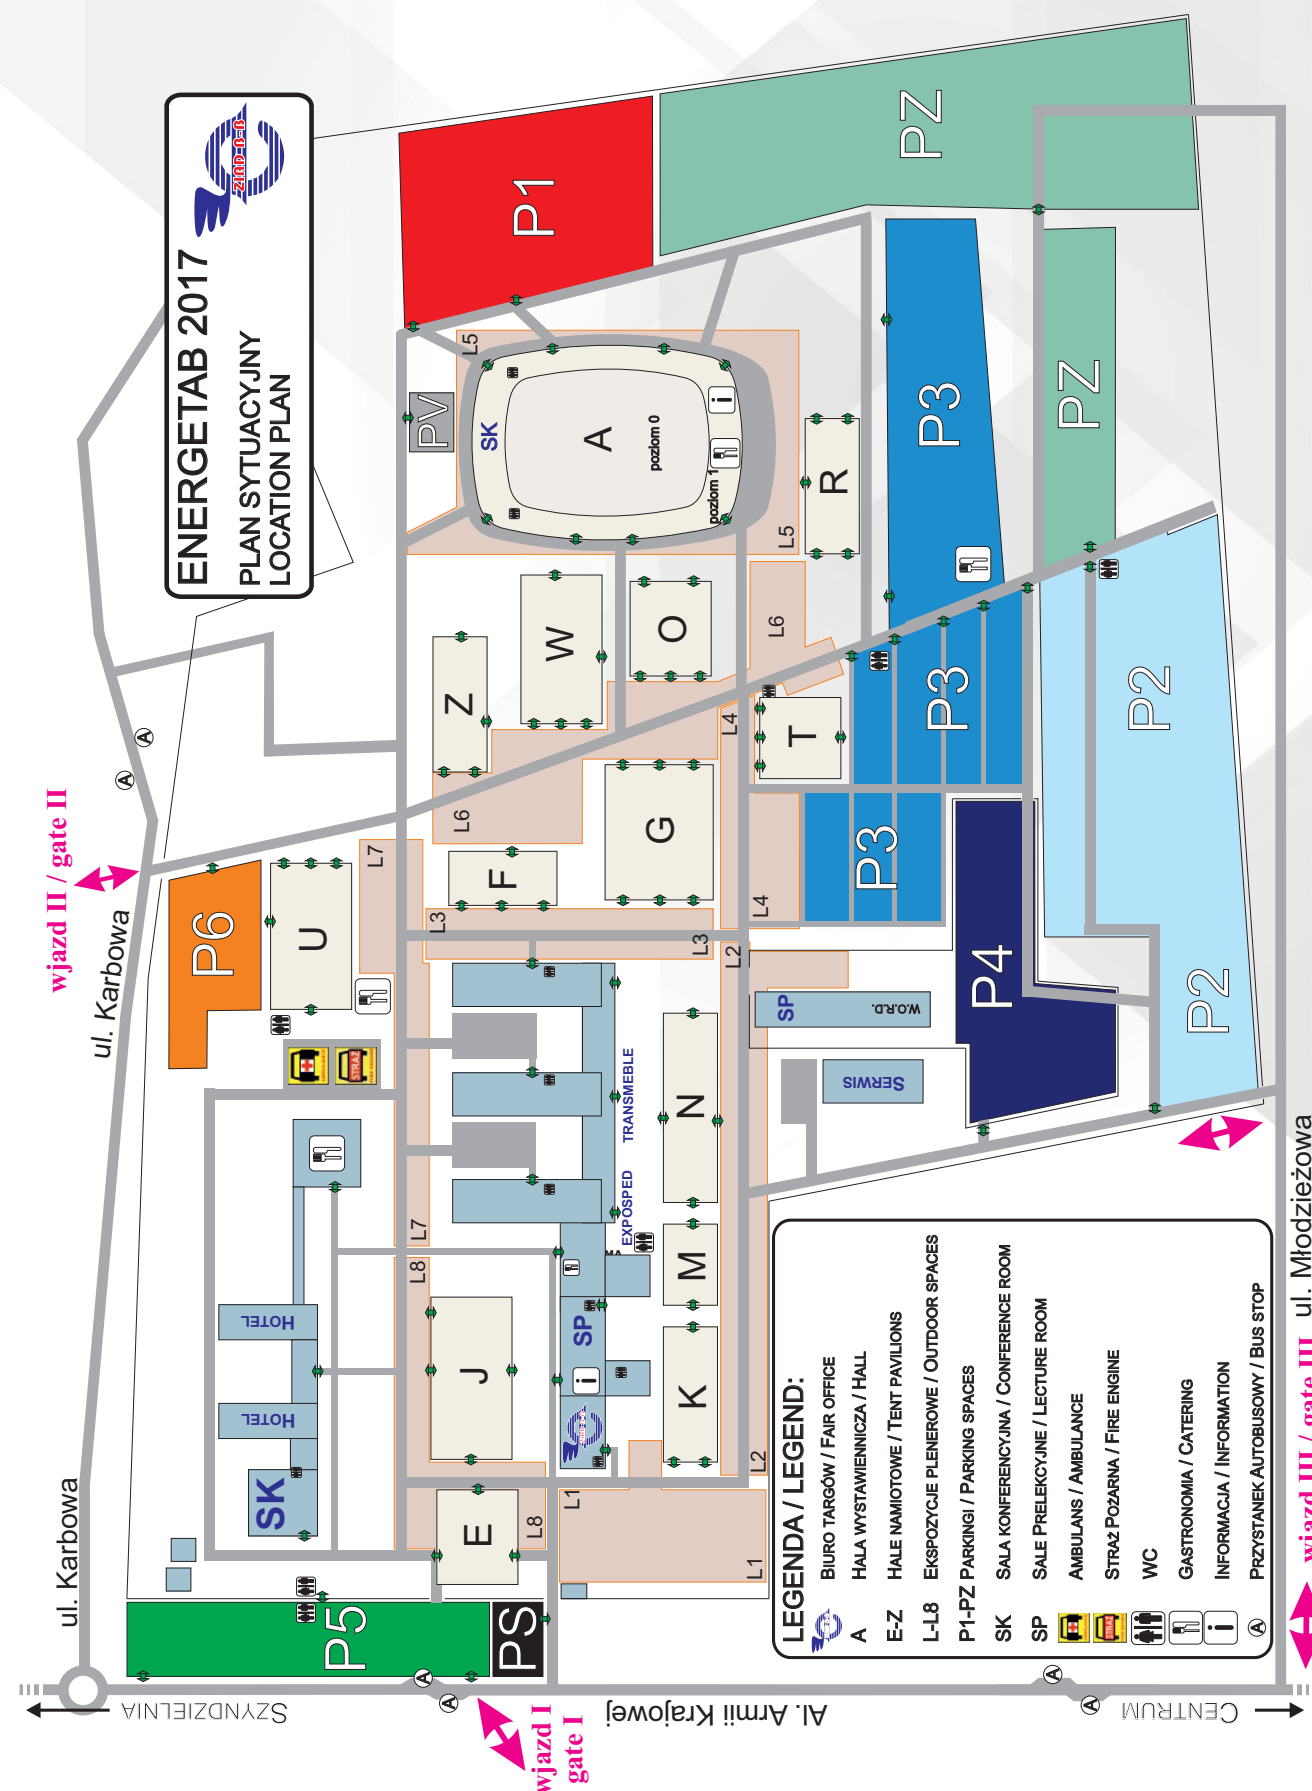 ENERGETAB 2017
PLAN SYTUACYJNY
LOCATION PLAN
ZIAD-B-B
ul. Karbowa
ul. Karbowa
wjazd II / gate II
wjazd I
gate I
wjazd III / gate III
ul. Młodzieżowa
Al. Armii Krajowej
SZYNDZIELNIA
CENTRUM
P1
PZ
PZ
P2
P2
P3
P3
P3
P4
P5
P6
PS
PV
A
poziom 0
poziom 1
SK
i
R
O
W
Z
T
G
F
U
N
M
K
J
E
L1
L1
L2
L2
L3
L3
L4
L4
L5
L5
L6
L6
L7
L7
L8
L8
SP
W.O.R.D.
SERWIS
TRANSMEBLE
EXPOSPED
SP
i
HOTEL
HOTEL
SK
STRAŻ
A
A
A
A
A
A
LEGENDA / LEGEND:
BIURO TARGÓW / FAIR OFFICE
A HALA WYSTAWIENNICZA / HALL
E-Z HALE NAMIOTOWE / TENT PAVILIONS
L-L8 EKSPOZYCJE PLENEROWE / OUTDOOR SPACES
P1-PZ PARKINGI / PARKING SPACES
SK SALA KONFERENCYJNA / CONFERENCE ROOM
SP SALE PRELEKCYJNE / LECTURE ROOM
AMBULANS / AMBULANCE
STRAŻ STRAŻ POŻARNA / FIRE ENGINE
WC
GASTRONOMIA / CATERING
i INFORMACJA / INFORMATION
A PRZYSTANEK AUTOBUSOWY / BUS STOP